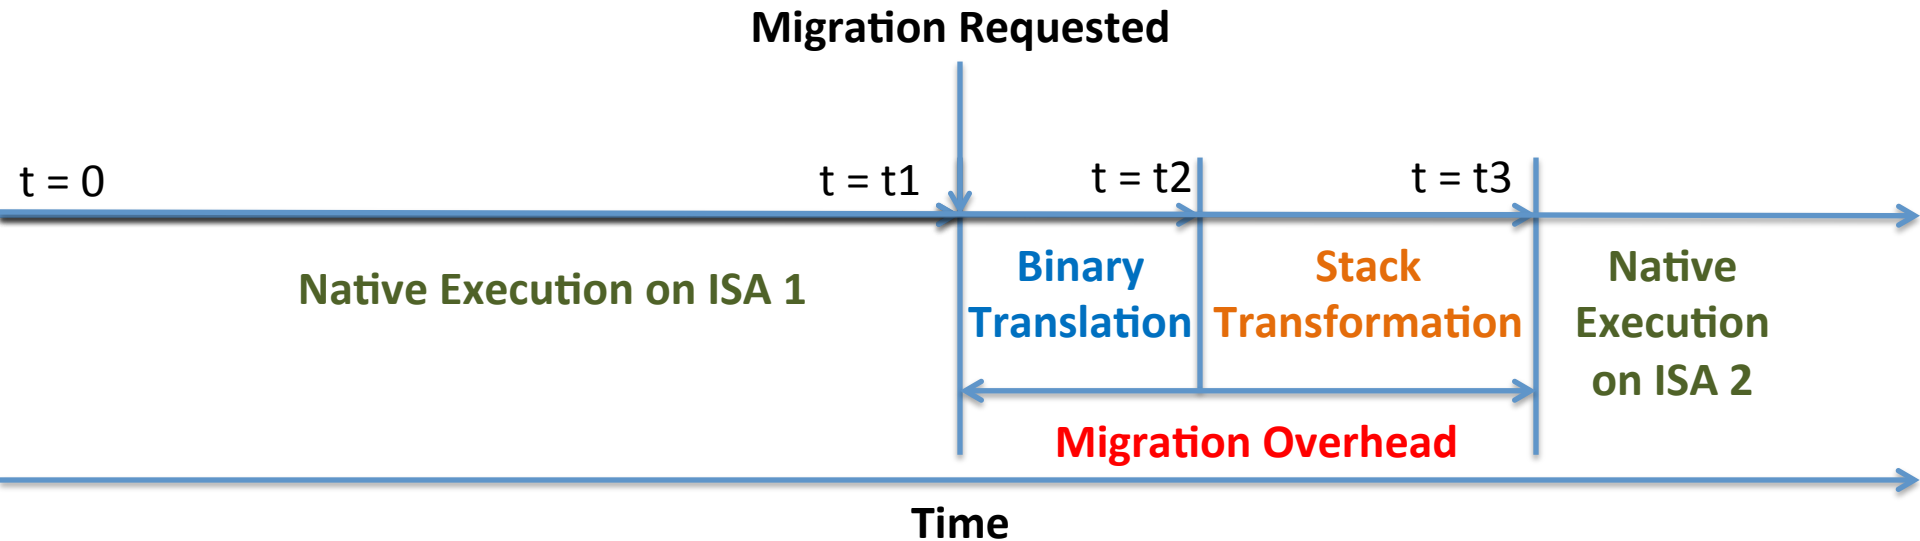 Migration Requested
t = 0
t = t1
t = t2
t = t3
Native Execution on ISA 1
Binary
Translation
Stack
Transformation
Native
Execution
on ISA 2
Migration Overhead
Time